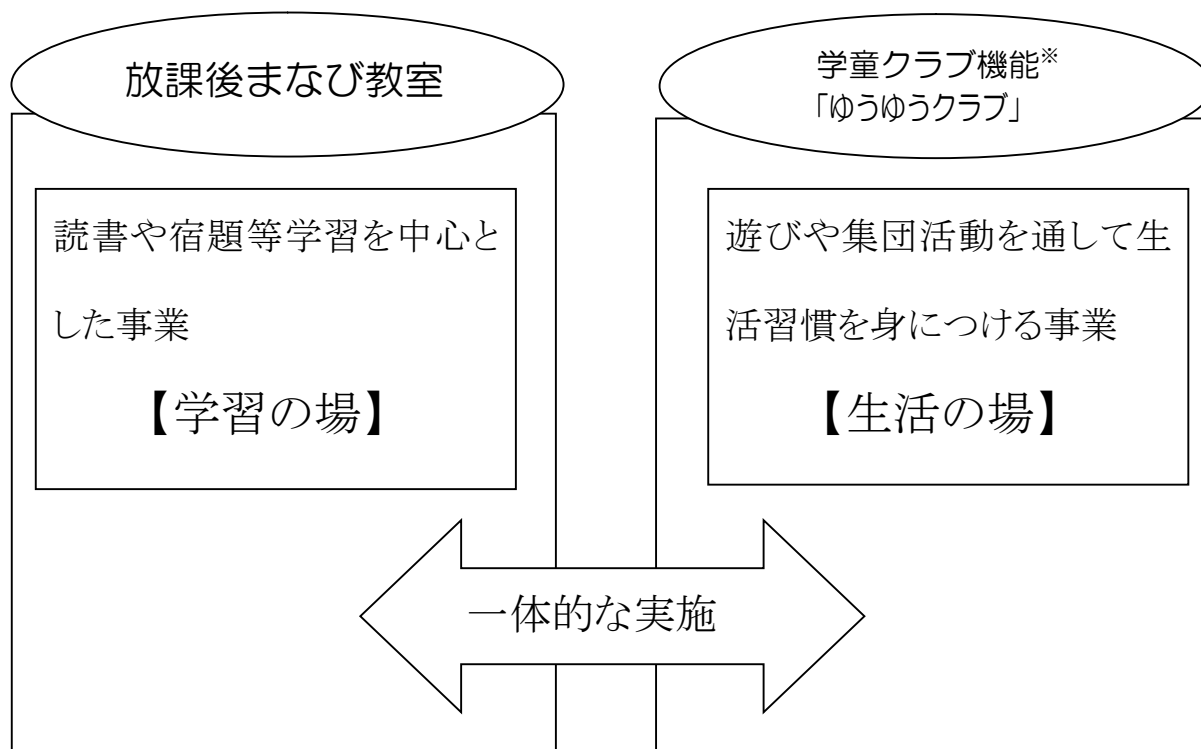 放課後まなび教室
読書や宿題等学習を中心と
した事業
【学習の場】
学童クラブ機能※
「ゆうゆうクラブ」
遊びや集団活動を通して生
活習慣を身につける事業
【生活の場】
一体的な実施